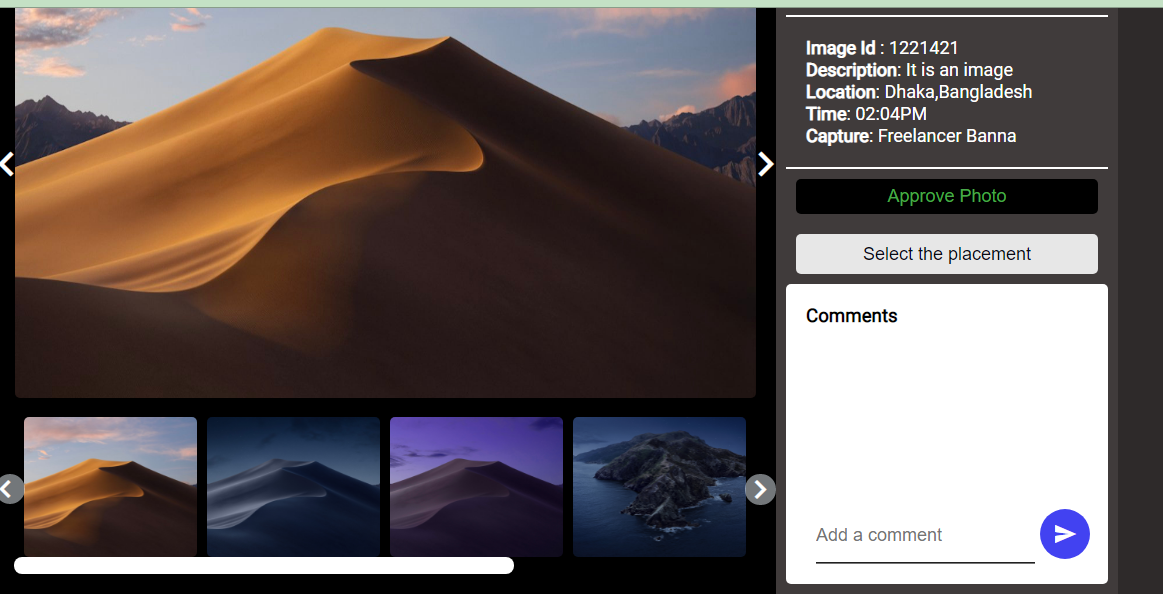 Image Id : 1221421
Description: It is an image
Location: Dhaka,Bangladesh
Time: 02:04PM
Capture: Freelancer Banna
Approve Photo
Select the placement
Comments
Add a comment